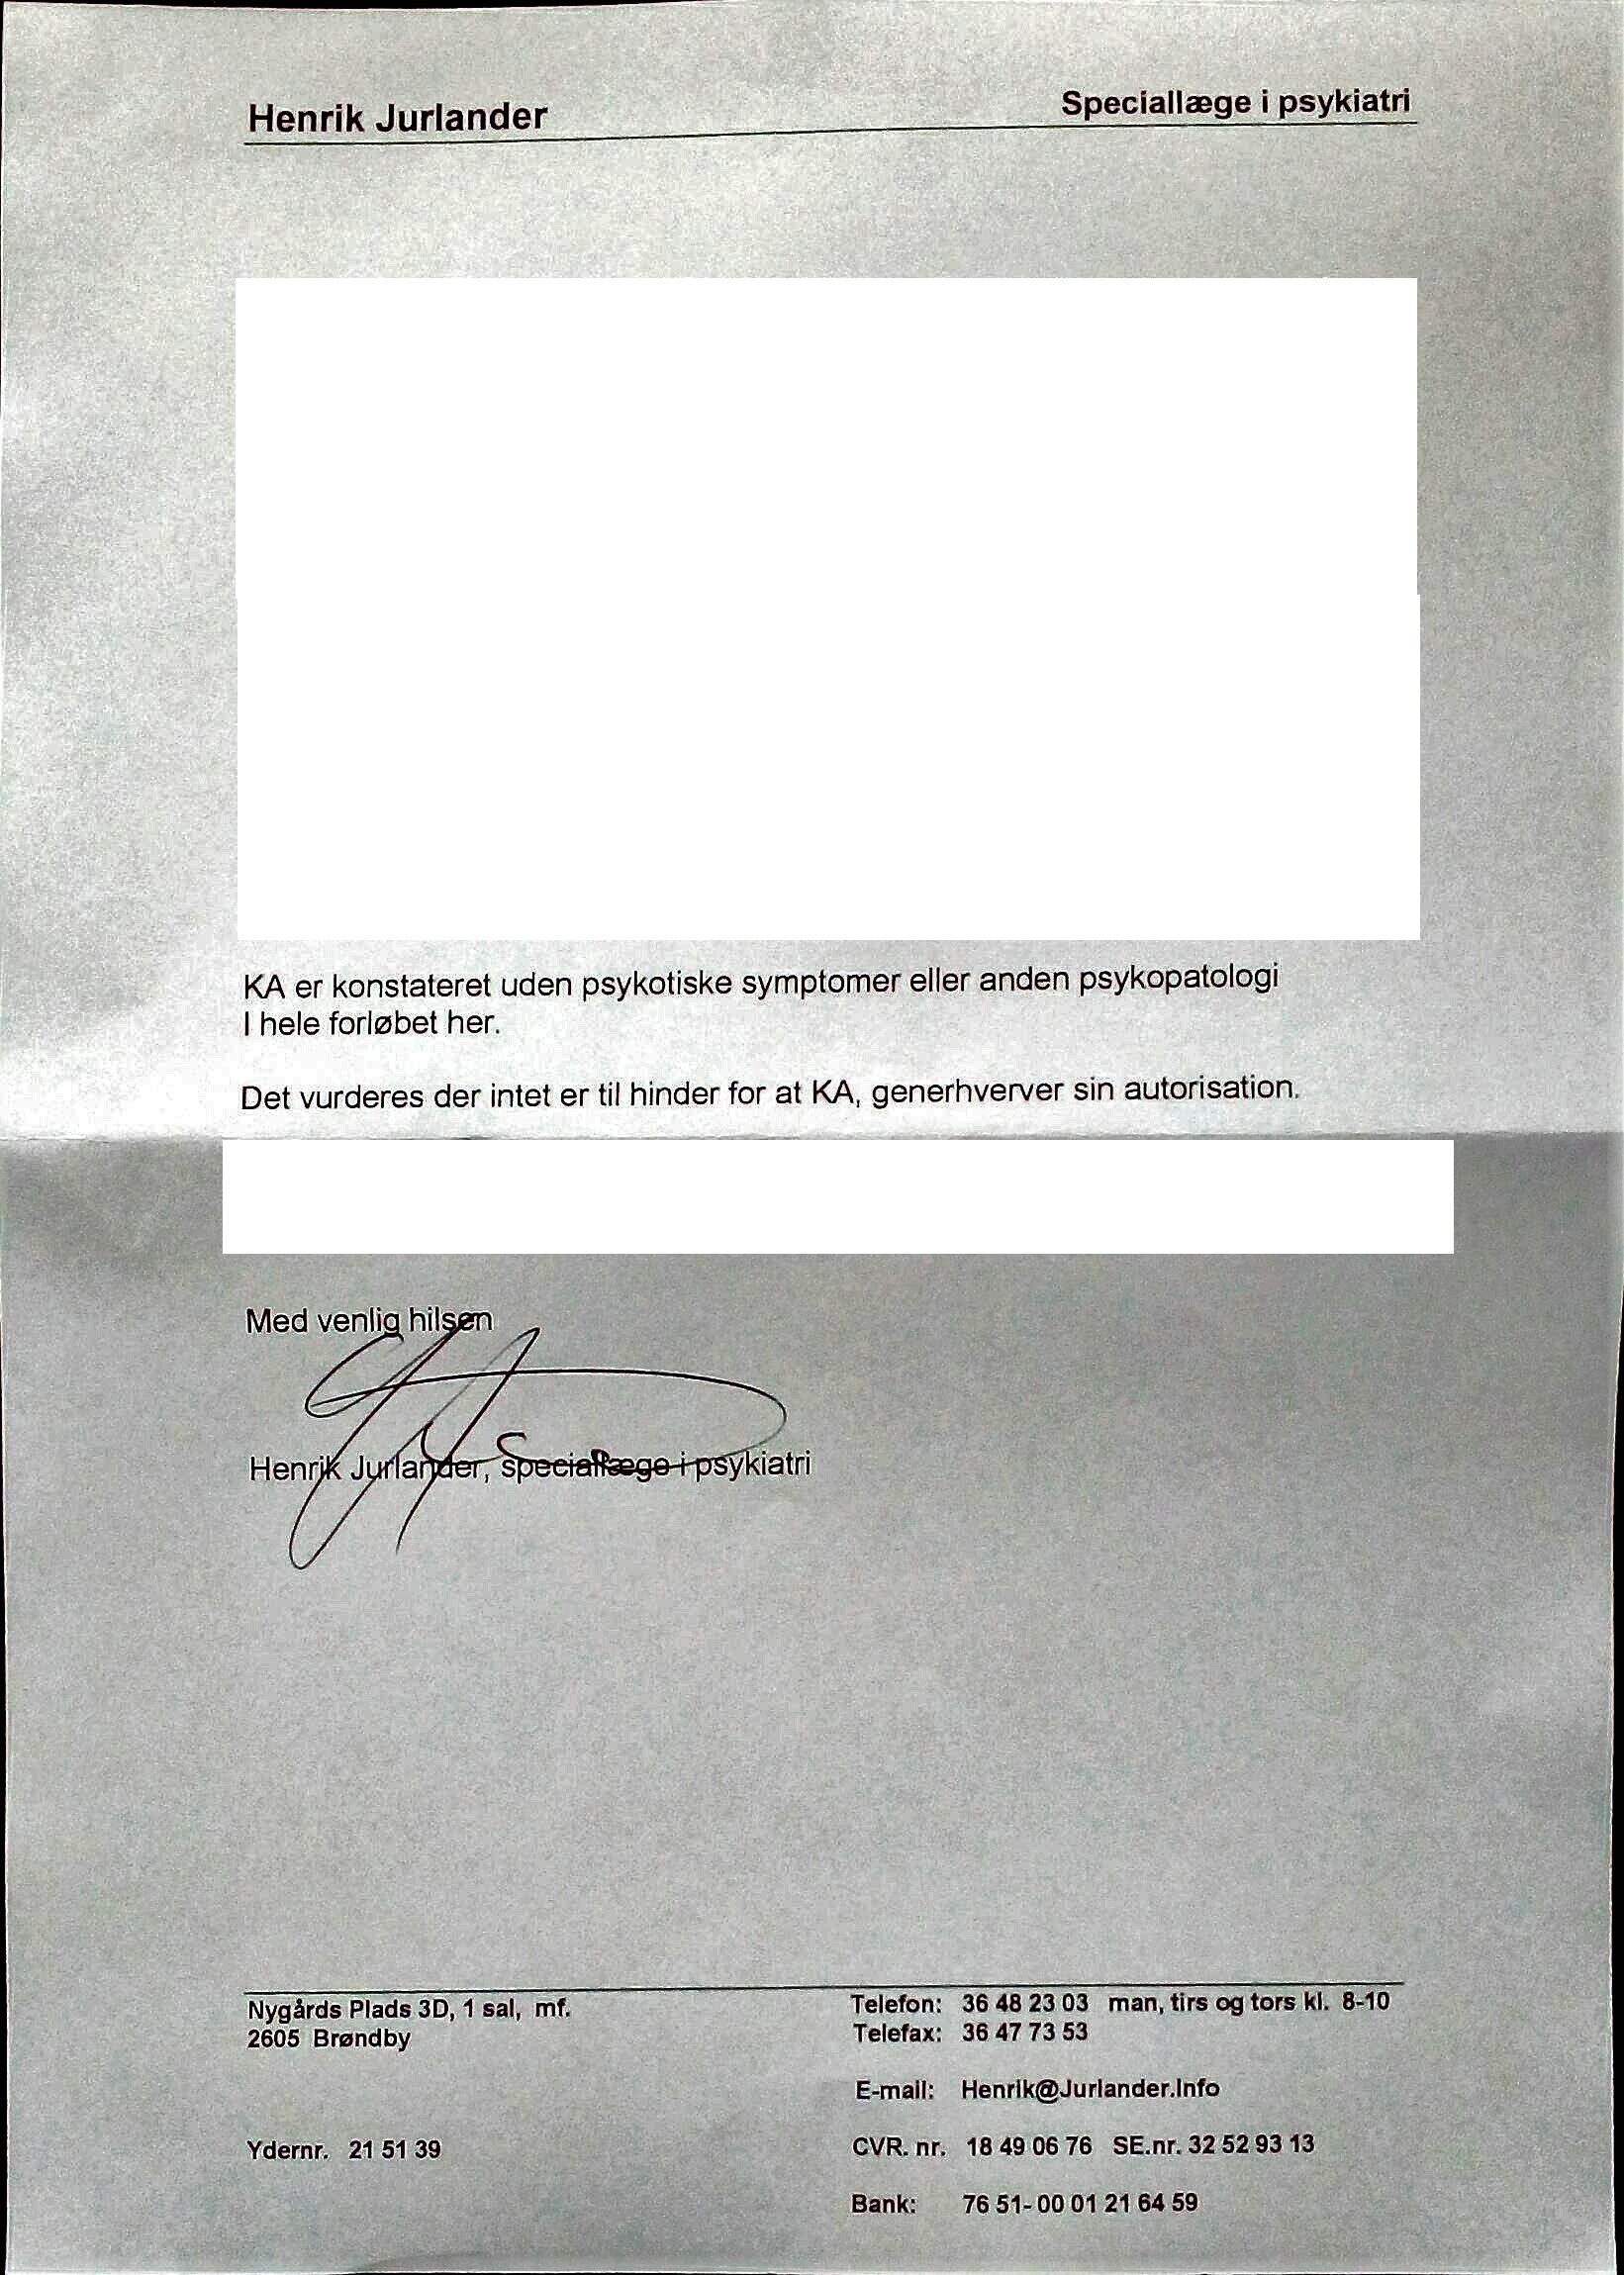 Henrik Jurlander
Speciallæge i psykiatri
KA er konstateret uden psykotiske symptomer eller anden psykopatologi
I hele forløbet her.
Det vurderes der intet er til hinder for at KA, generhverver sin autorisation.
Med venlig hilsen
Henrik Jurlander, speciallæge i psykiatri
Nygårds Plads 3D, 1 sal, mf.
2605 Brøndby
Ydernr. 21 51 39
Telefon: 36 48 23 03 man, tirs og tors kl. 8-10
Telefax: 36 47 73 53
E-mail: Henrik@Jurlander.Info
CVR. nr. 18 49 06 76 SE.nr. 32 52 93 13
Bank: 76 51- 00 01 21 64 59